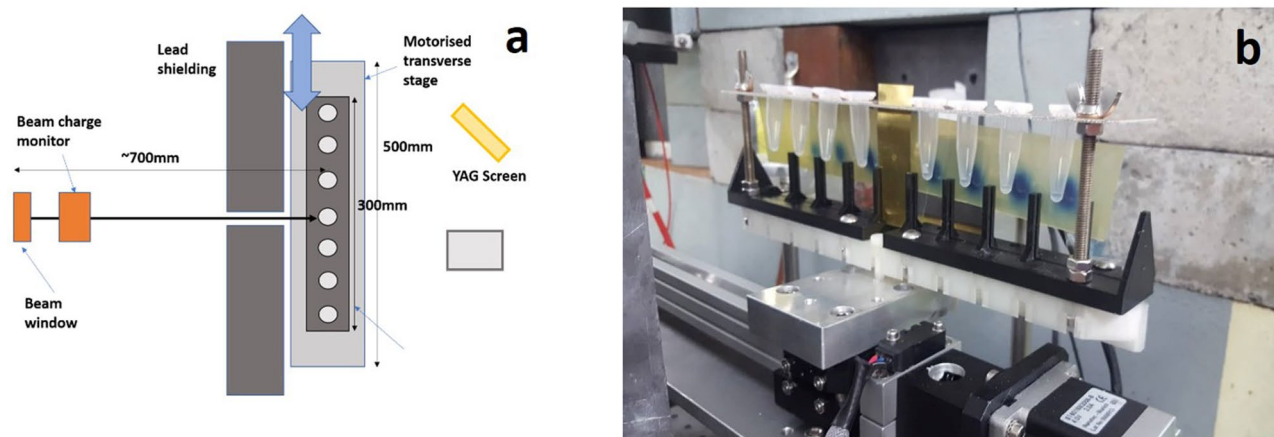 a
Lead
shielding
Motorised
transverse
stage
Beam charge
monitor
~700mm
500mm
YAG Screen
300mm
Beam
window
b